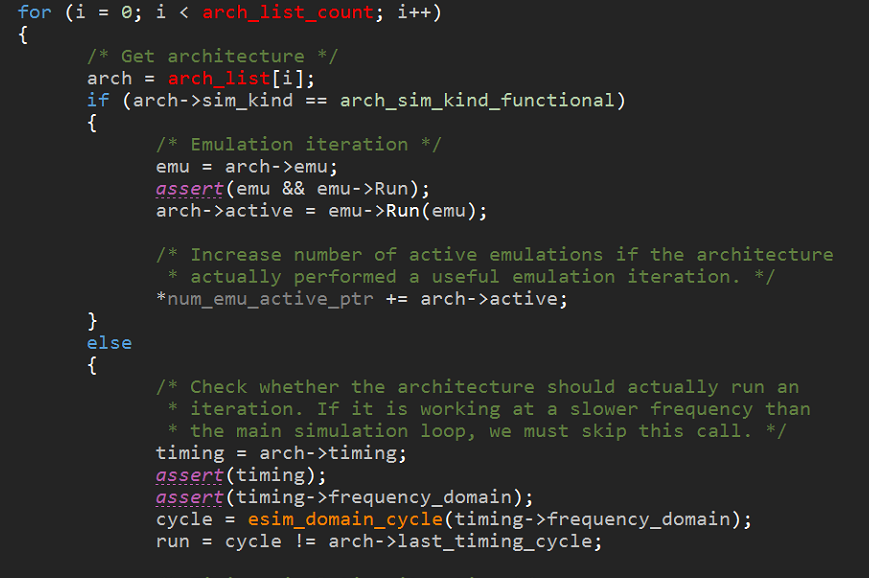 for (i = 0; i < arch_list_count; i++)
{
/* Get architecture */
arch = arch_list[i];
if (arch->sim_kind == arch_sim_kind_functional)
{
/* Emulation iteration */
emu = arch->emu;
assert(emu && emu->Run);
arch->active = emu->Run(emu);
/* Increase number of active emulations if the architecture
* actually performed a useful emulation iteration. */
*num_emu_active_ptr += arch->active;
}
else
{
/* Check whether the architecture should actually run an
* iteration. If it is working at a slower frequency than
* the main simulation loop, we must skip this call. */
timing = arch->timing;
assert(timing);
assert(timing->frequency_domain);
cycle = esim_domain_cycle(timing->frequency_domain);
run = cycle != arch->last_timing_cycle;